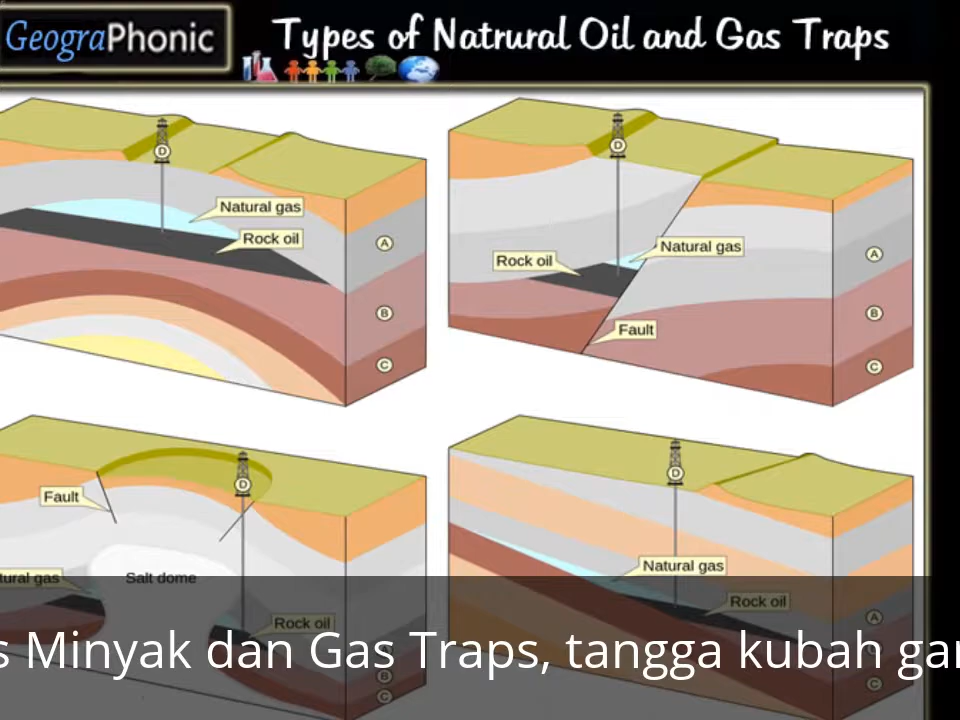 GeograPhonic
Types of Natrural Oil and Gas Traps
D
Natural gas
Rock oil
A
B
C
D
Natural gas
Rock oil
Fault
A
B
C
Fault
D
Salt dome
Rock oil
B
C
D
Natural gas
Rock oil
A
C
Minyak dan Gas Traps, tangga kubah